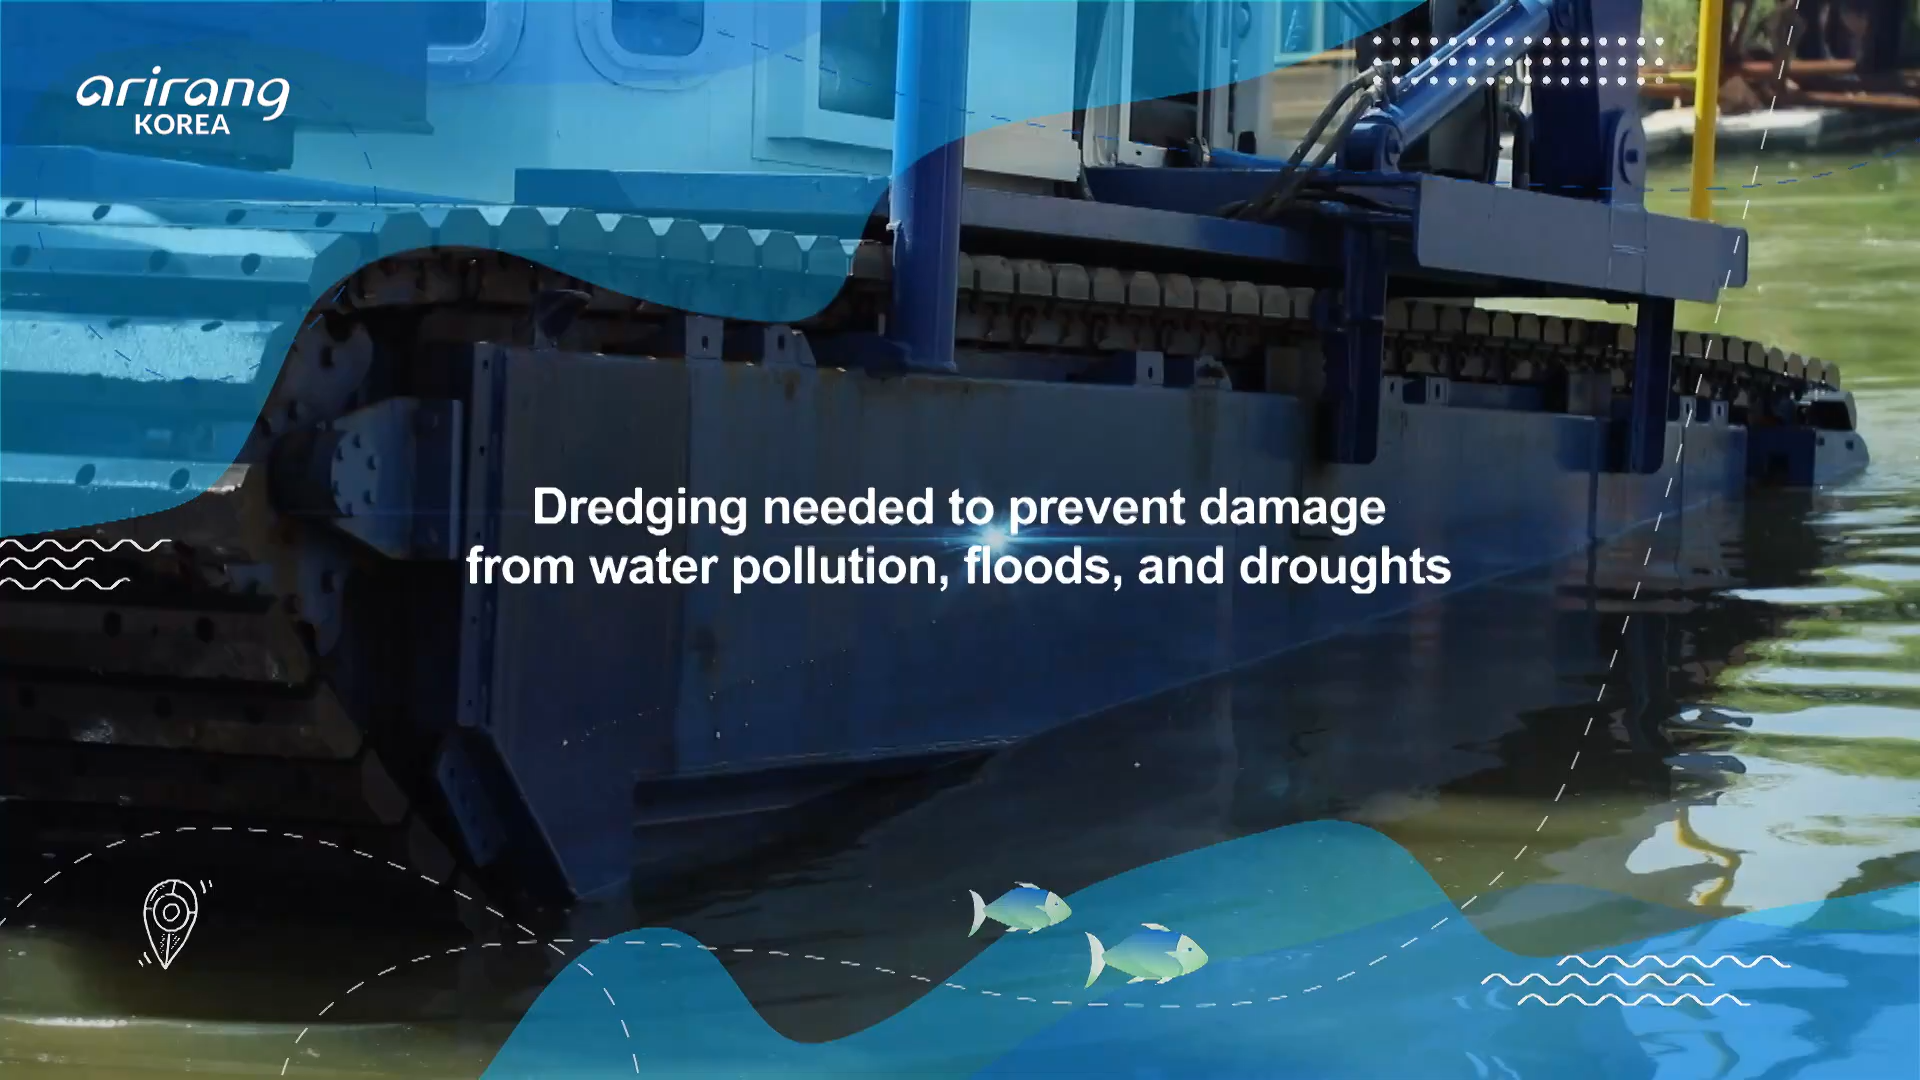 arirang
KOREA
Dredging needed to prevent damage
from water pollution, floods, and droughts